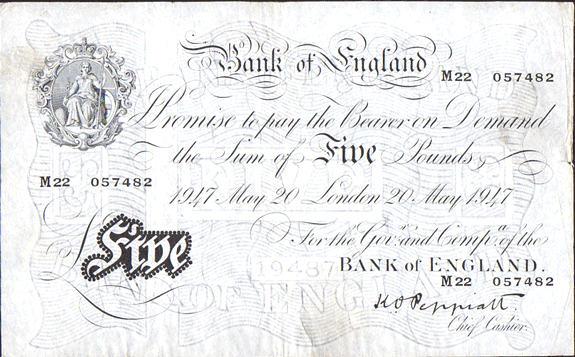 Bank of England
M22 057482
I Promise to pay the Bearer on Demand
the Sum of Five Pounds
M22 057482
1947 May 20 London 20 May 1947
For the Govr. and Compa. of the
Five
BANK of ENGLAND.
M22 057482
K O Peppiatt.
Chief Cashier.